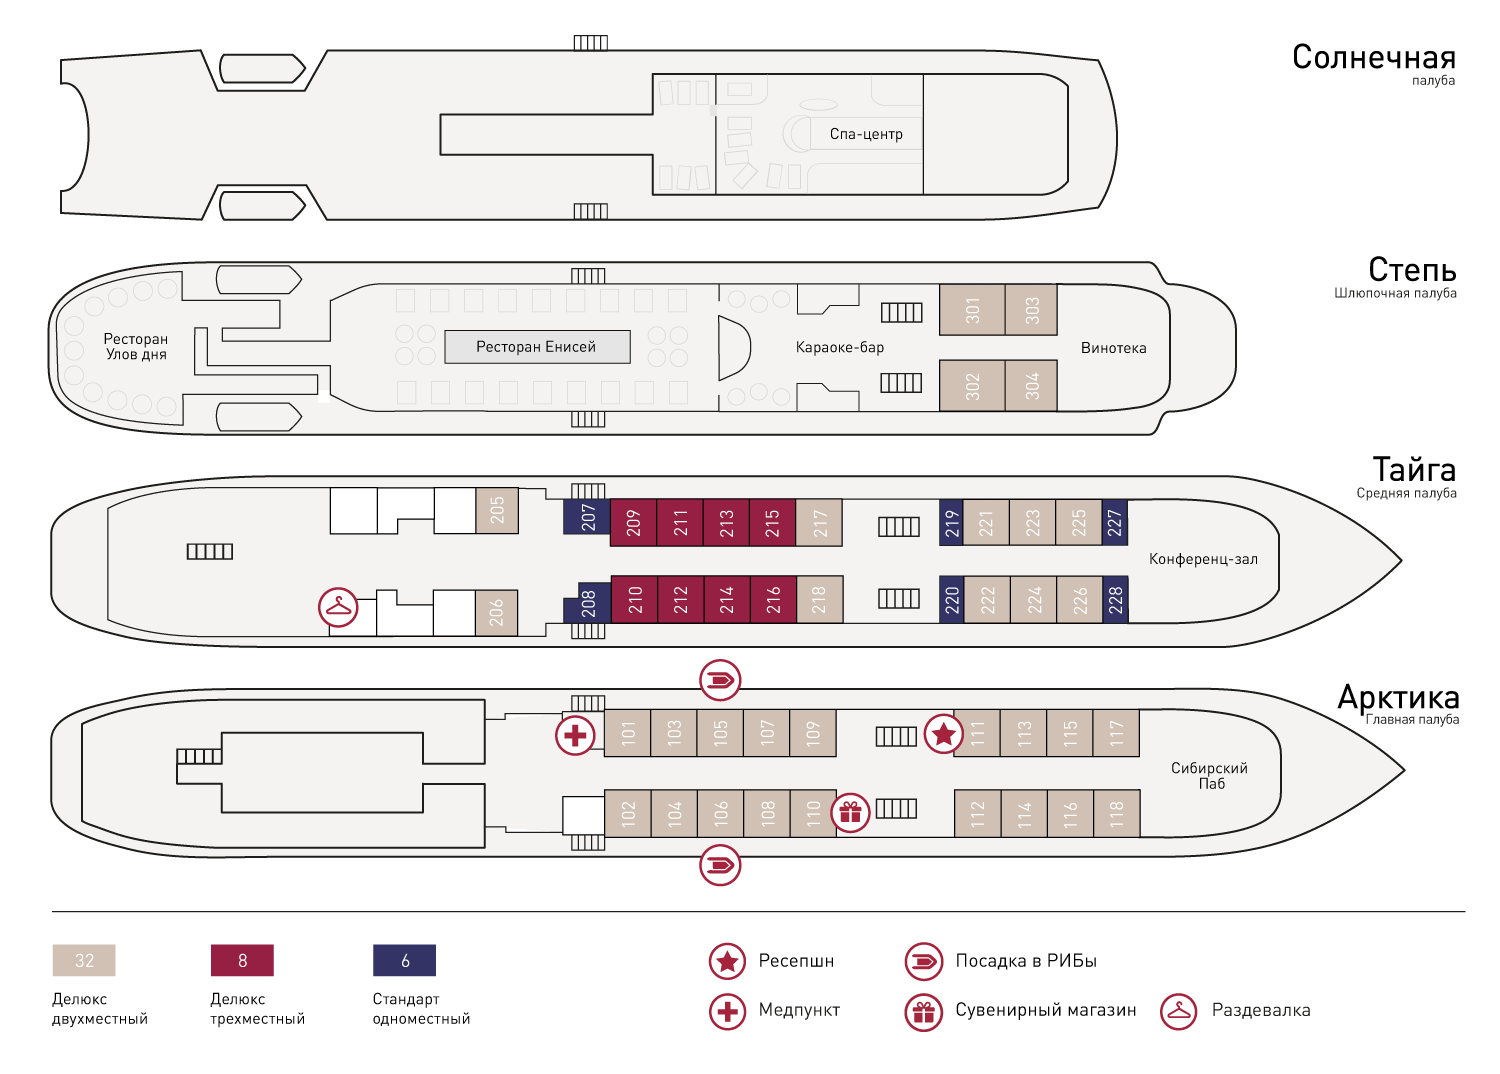 Солнечная
палуба
Спа-центр
Степь
Шлюпочная палуба
Ресторан
Улов дня
Ресторан Енисей
Караоке-бар
301
303
302
304
Винотека
Тайга
Средняя палуба
205
207
209
211
213
215
217
219
221
223
225
227
Конференц-зал
206
208
210
212
214
216
218
220
222
224
226
228
Арктика
Главная палуба
101
103
105
107
109
111
113
115
117
Сибирский
Паб
102
104
106
108
110
112
114
116
118
32
Делюкс
двухместный
8
Делюкс
трехместный
6
Стандарт
одноместный
Ресепшн
Посадка в РИБы
Медпункт
Сувенирный магазин
Раздевалка